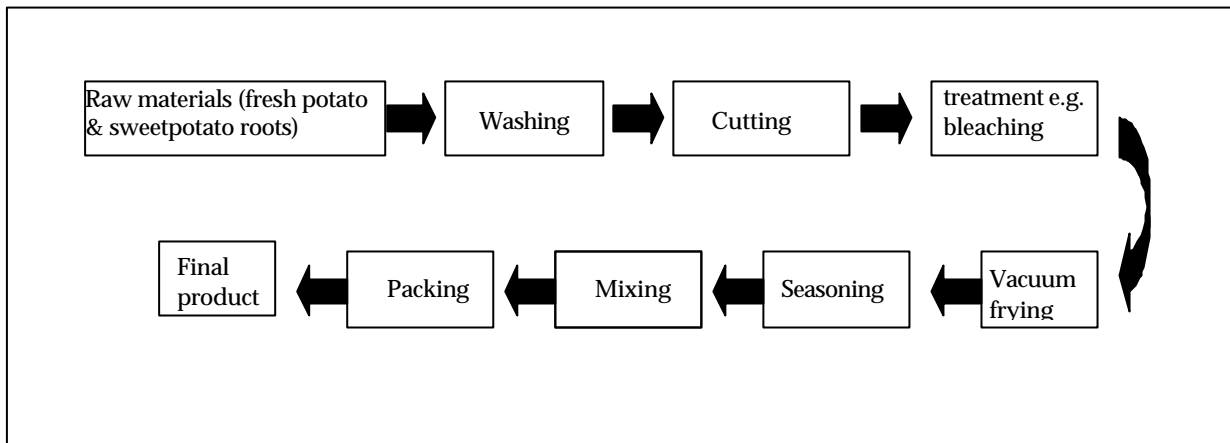 Raw materials (fresh potato
& sweetpotato roots)
Washing
Cutting
treatment e.g.
bleaching
Vacuum
frying
Seasoning
Mixing
Packing
Final
product